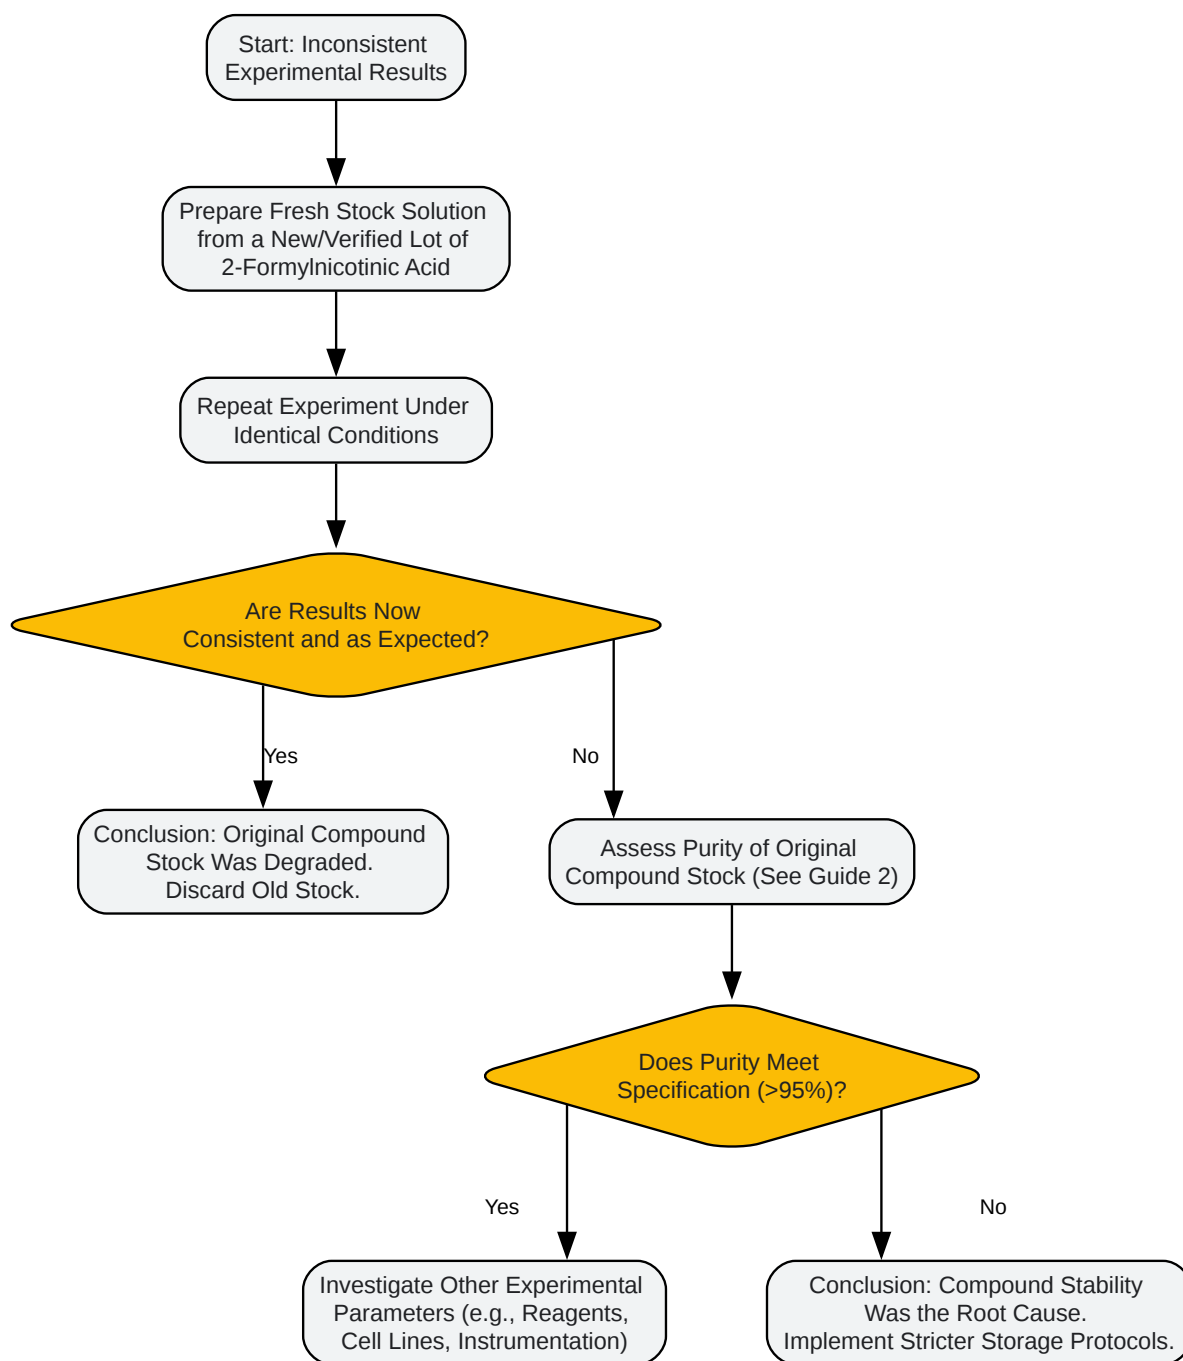 Start: Inconsistent
Experimental Results
Prepare Fresh Stock Solution
from a New/Verified Lot of
2-Formylnicotinic Acid
Repeat Experiment Under
Identical Conditions
Are Results Now
Consistent and as Expected?
Yes
No
Conclusion: Original Compound
Stock Was Degraded.
Discard Old Stock.
Assess Purity of Original
Compound Stock (See Guide 2)
Does Purity Meet
Specification (>95%)?
Yes
No
Investigate Other Experimental
Parameters (e.g., Reagents,
Cell Lines, Instrumentation)
Conclusion: Compound Stability
Was the Root Cause.
Implement Stricter Storage Protocols.